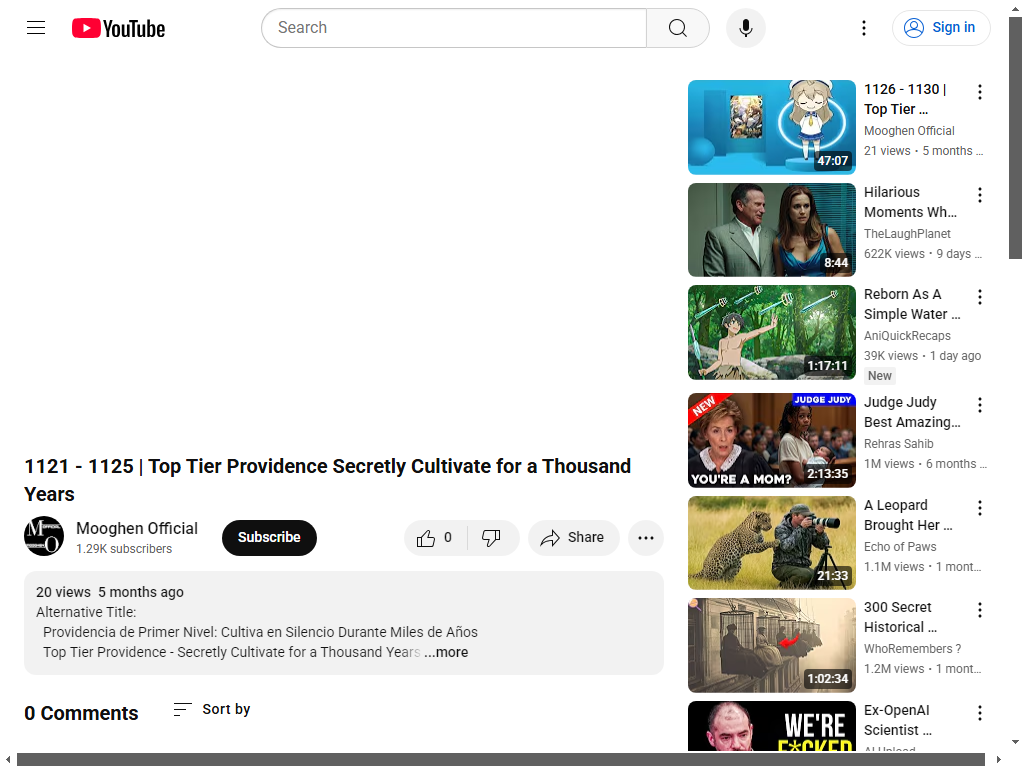 YouTube
Search
Sign in
1121 - 1125 | Top Tier Providence Secretly Cultivate for a Thousand
Years
Mooghen Official
1.29K subscribers
Subscribe
0
Share
20 views 5 months ago
Alternative Title:
Providencia de Primer Nivel: Cultiva en Silencio Durante Miles de Años
Top Tier Providence - Secretly Cultivate for a Thousand Years ...more
0 Comments
Sort by
47:07
1126 - 1130 |
Top Tier ...
Mooghen Official
21 views • 5 months ...
8:44
Hilarious
Moments Wh...
TheLaughPlanet
622K views • 9 days ...
1:17:11
Reborn As A
Simple Water ...
AniQuickRecaps
39K views • 1 day ago
New
NEW
JUDGE JUDY
YOU'RE A MOM?
2:13:35
Judge Judy
Best Amazing...
Rehras Sahib
1M views • 6 months ...
21:33
A Leopard
Brought Her ...
Echo of Paws
1.1M views • 1 mont...
1:02:34
300 Secret
Historical ...
WhoRemembers ?
1.2M views • 1 mont...
WE'RE
F*CKED
Ex-OpenAI
Scientist ...
AI Upload